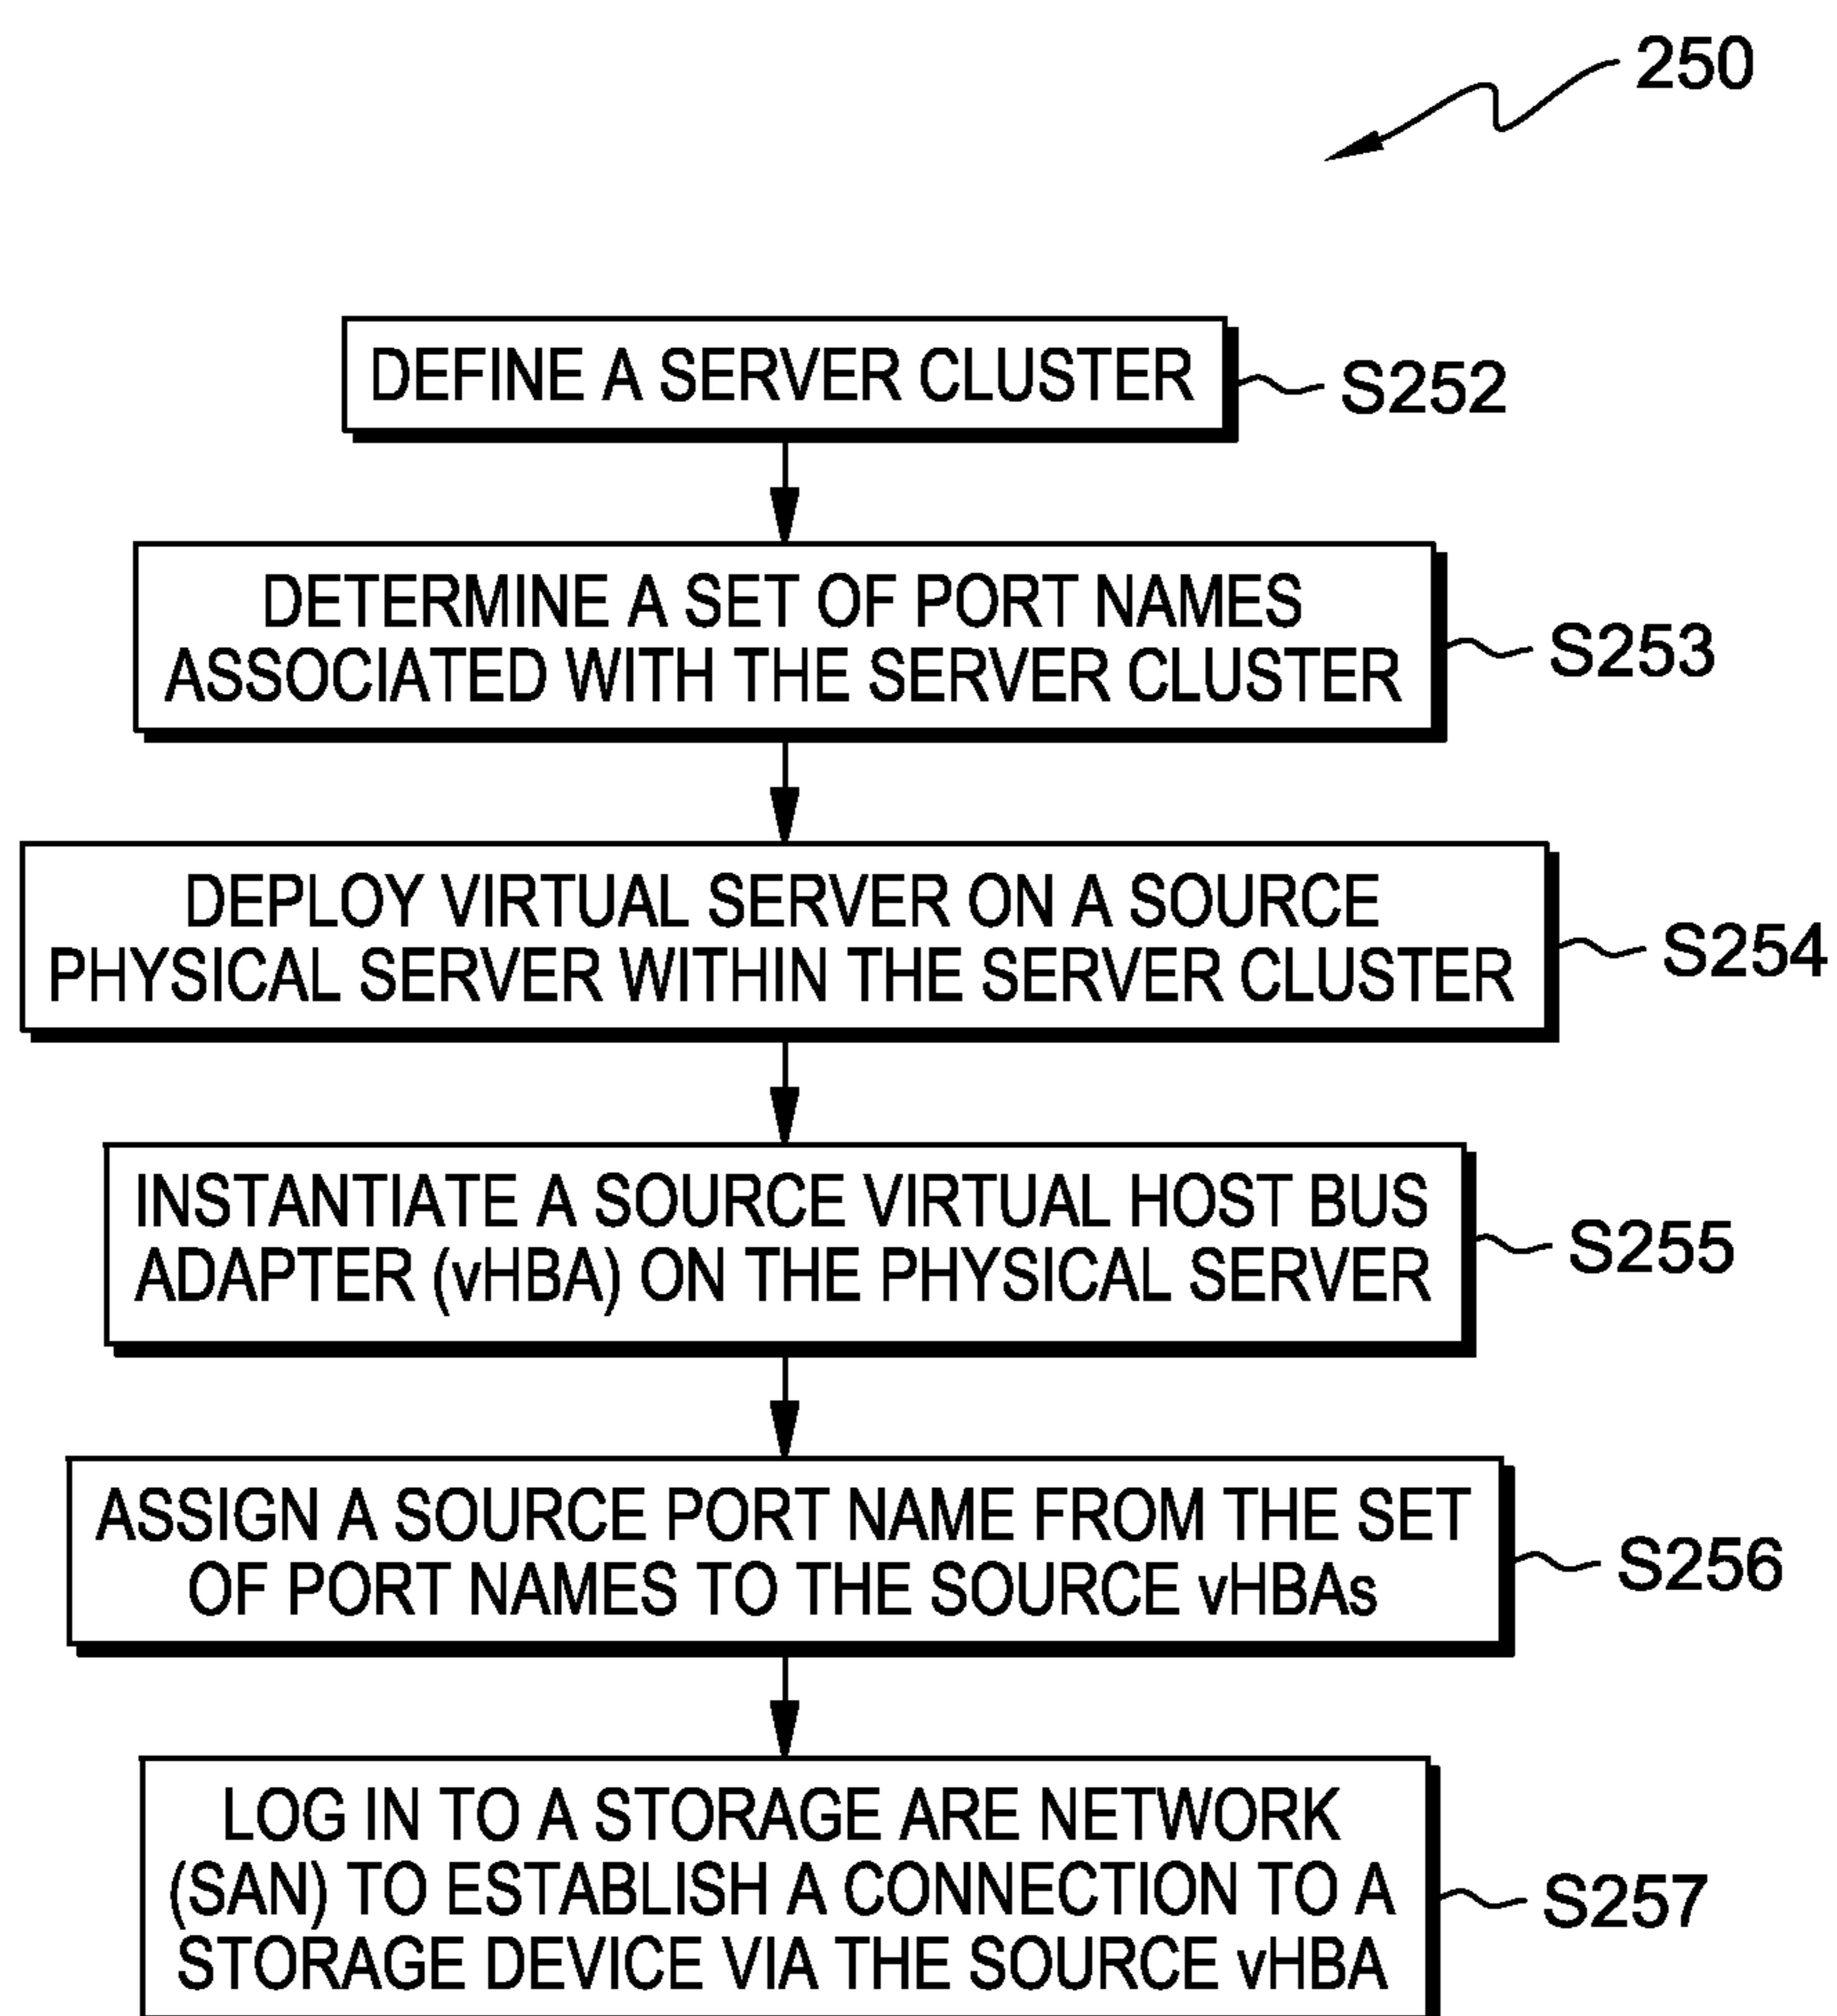 250
DEFINE A SERVER CLUSTER
S252
DETERMINE A SET OF PORT NAMES
ASSOCIATED WITH THE SERVER CLUSTER
S253
DEPLOY VIRTUAL SERVER ON A SOURCE
PHYSICAL SERVER WITHIN THE SERVER CLUSTER
S254
INSTANTIATE A SOURCE VIRTUAL HOST BUS
ADAPTER (vHBA) ON THE PHYSICAL SERVER
S255
ASSIGN A SOURCE PORT NAME FROM THE SET
OF PORT NAMES TO THE SOURCE vHBAs
S256
LOG IN TO A STORAGE ARE NETWORK
(SAN) TO ESTABLISH A CONNECTION TO A
STORAGE DEVICE VIA THE SOURCE vHBA
S257